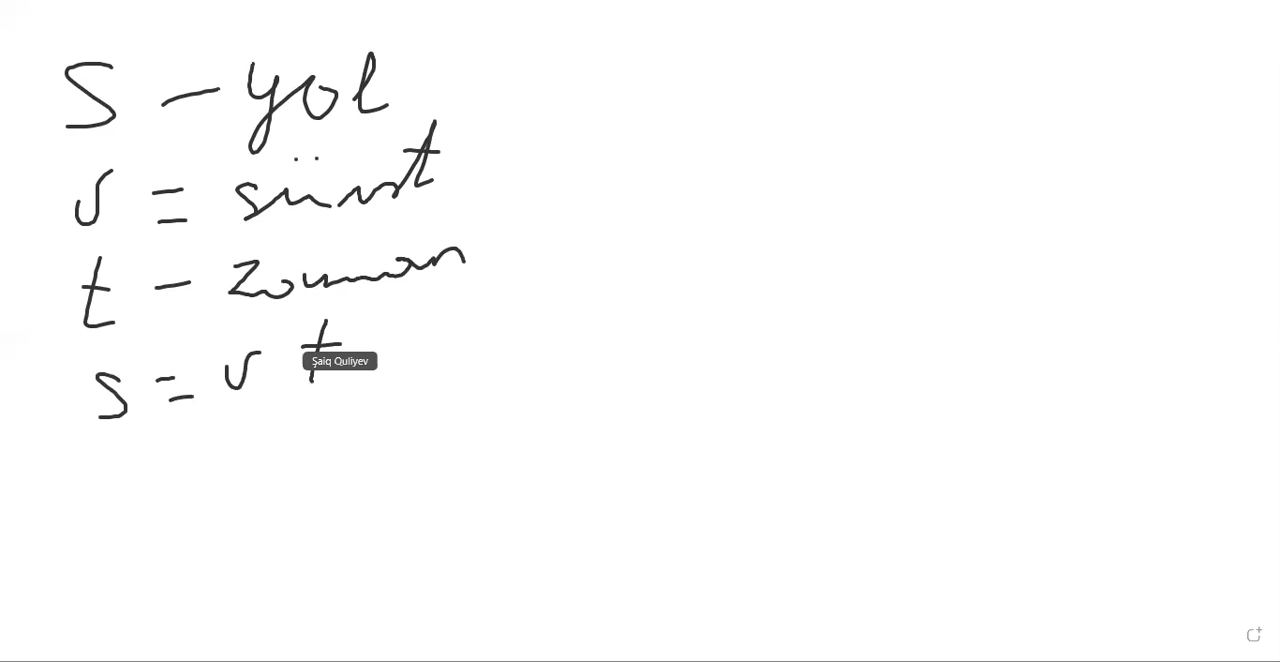 S - yol
v = sürət
t - zaman
s = v t
Şaiq Quliyev